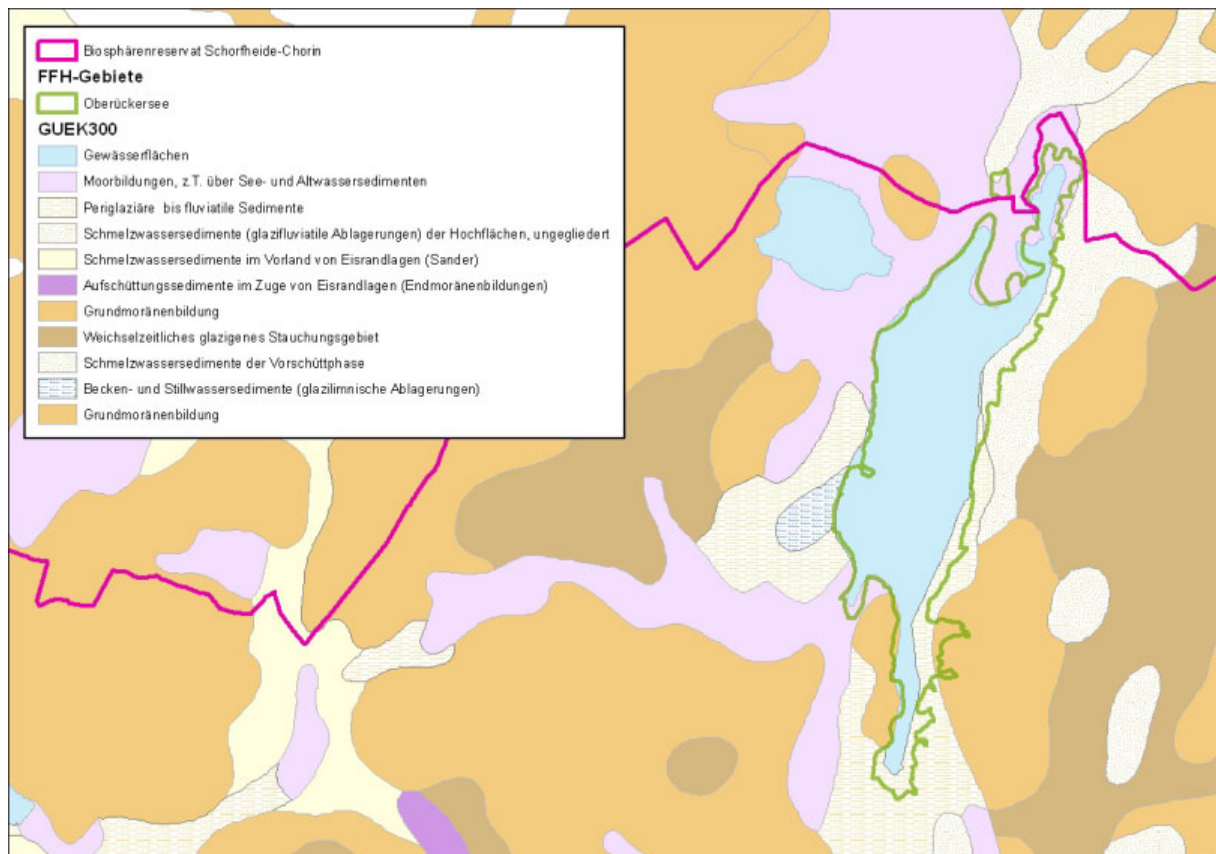 Biosphärenreservat Schorfheide-Chorin
FFH-Gebiete
Oberückersee
GUEK300
Gewässerflächen
Moorbildungen, z.T. über See- und Altwassersedimenten
Periglaziäre bis fluviatile Sedimente
Schmelzwassersedimente (glazifluviatile Ablagerungen) der Hochflächen, ungegliedert
Schmelzwassersedimente im Vorland von Eisrandlagen (Sander)
Aufschüttungssedimente im Zuge von Eisrandlagen (Endmoränenbildungen)
Grundmoränenbildung
Weichselzeitliches glazigenes Stauchungsgebiet
Schmelzwassersedimente der Vorschüttphase
Becken- und Stillwassersedimente (glazilimnische Ablagerungen)
Grundmoränenbildung